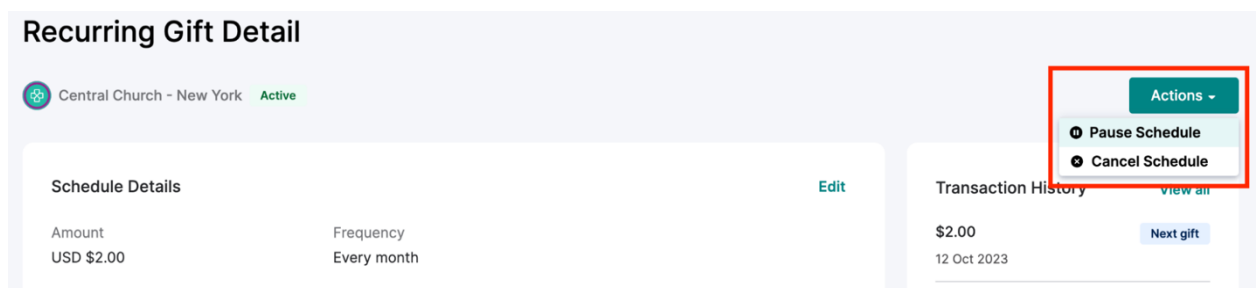 Recurring Gift Detail
Central Church - New York Active
Actions
Pause Schedule
Cancel Schedule
Schedule Details Edit
Transaction History View all
Amount Frequency
USD $2.00 Every month
$2.00 Next gift
12 Oct 2023